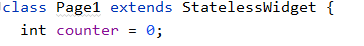 class Page1 extends StatelessWidget {
int counter = 0;